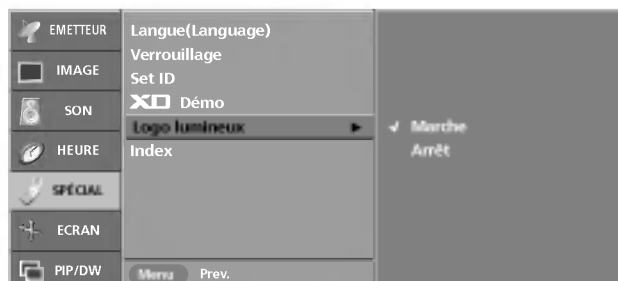 EMETTEUR
IMAGE
SON
HEURE
SPÉCIAL
ECRAN
PIP/DW
Langue(Language)
Verrouillage
Set ID
XD Démo
Logo lumineux
Index
Menu Prev.
Marche
Arrêt